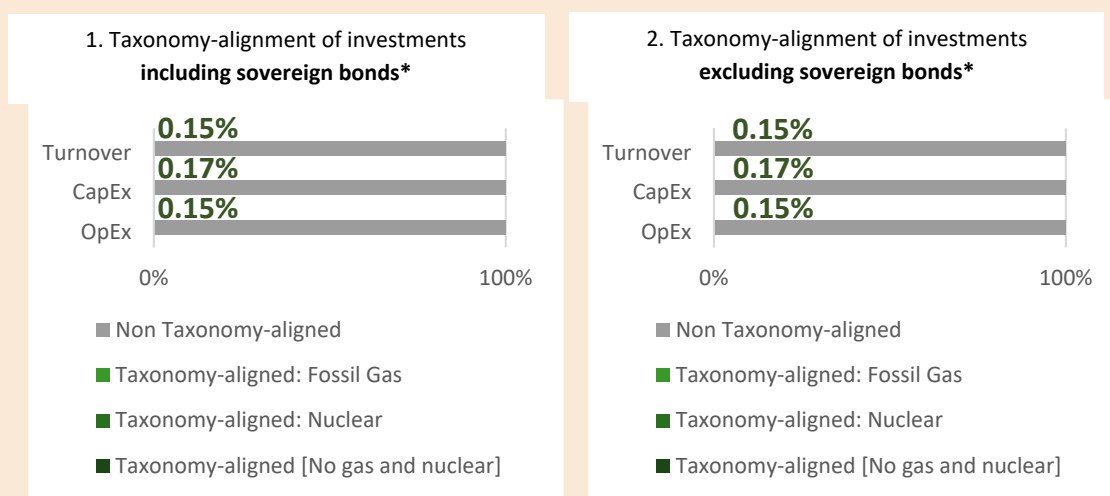 1. Taxonomy-alignment of investments
including sovereign bonds*
0.15%
Turnover
0.17%
CapEx
0.15%
OpEx
0%
100%
Non Taxonomy-aligned
Taxonomy-aligned: Fossil Gas
Taxonomy-aligned: Nuclear
Taxonomy-aligned [No gas and nuclear]
2. Taxonomy-alignment of investments
excluding sovereign bonds*
0.15%
Turnover
0.17%
CapEx
0.15%
OpEx
0%
100%
Non Taxonomy-aligned
Taxonomy-aligned: Fossil Gas
Taxonomy-aligned: Nuclear
Taxonomy-aligned [No gas and nuclear]